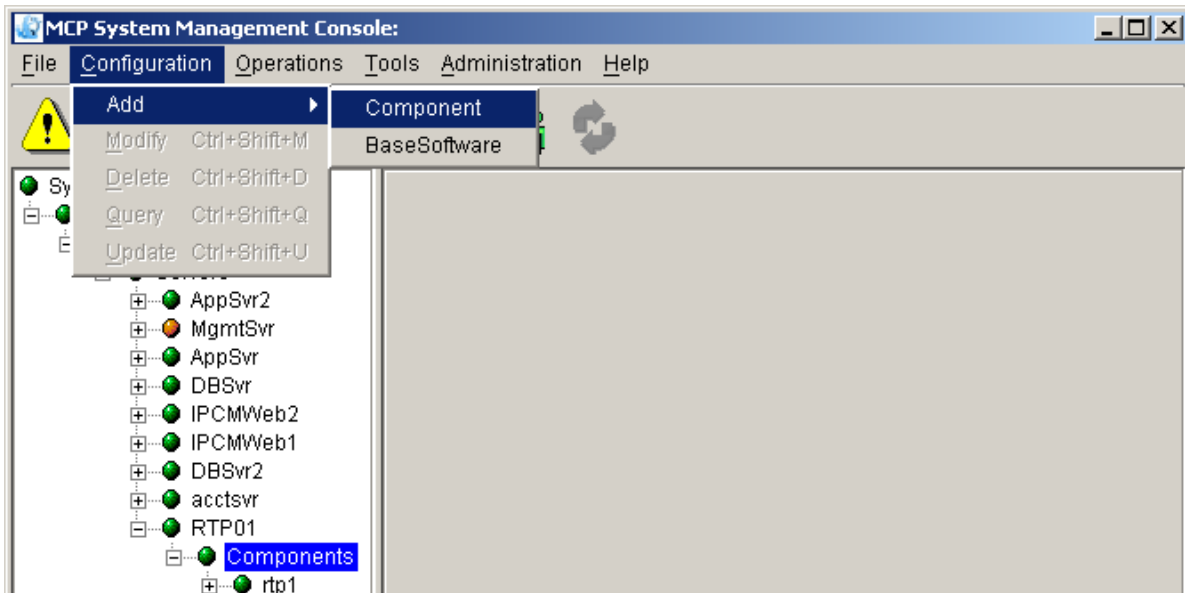 MCP System Management Console:
File Configuration Operations Tools Administration Help
Add Component
Modify Ctrl+Shift+M BaseSoftware
Sy Delete Ctrl+Shift+D
Query Ctrl+Shift+Q
Update Ctrl+Shift+U
AppSvr2
MgmtSvr
AppSvr
DBSvr
IPCMWeb2
IPCMWeb1
DBSvr2
acctsvr
RTP01
Components
rtp1